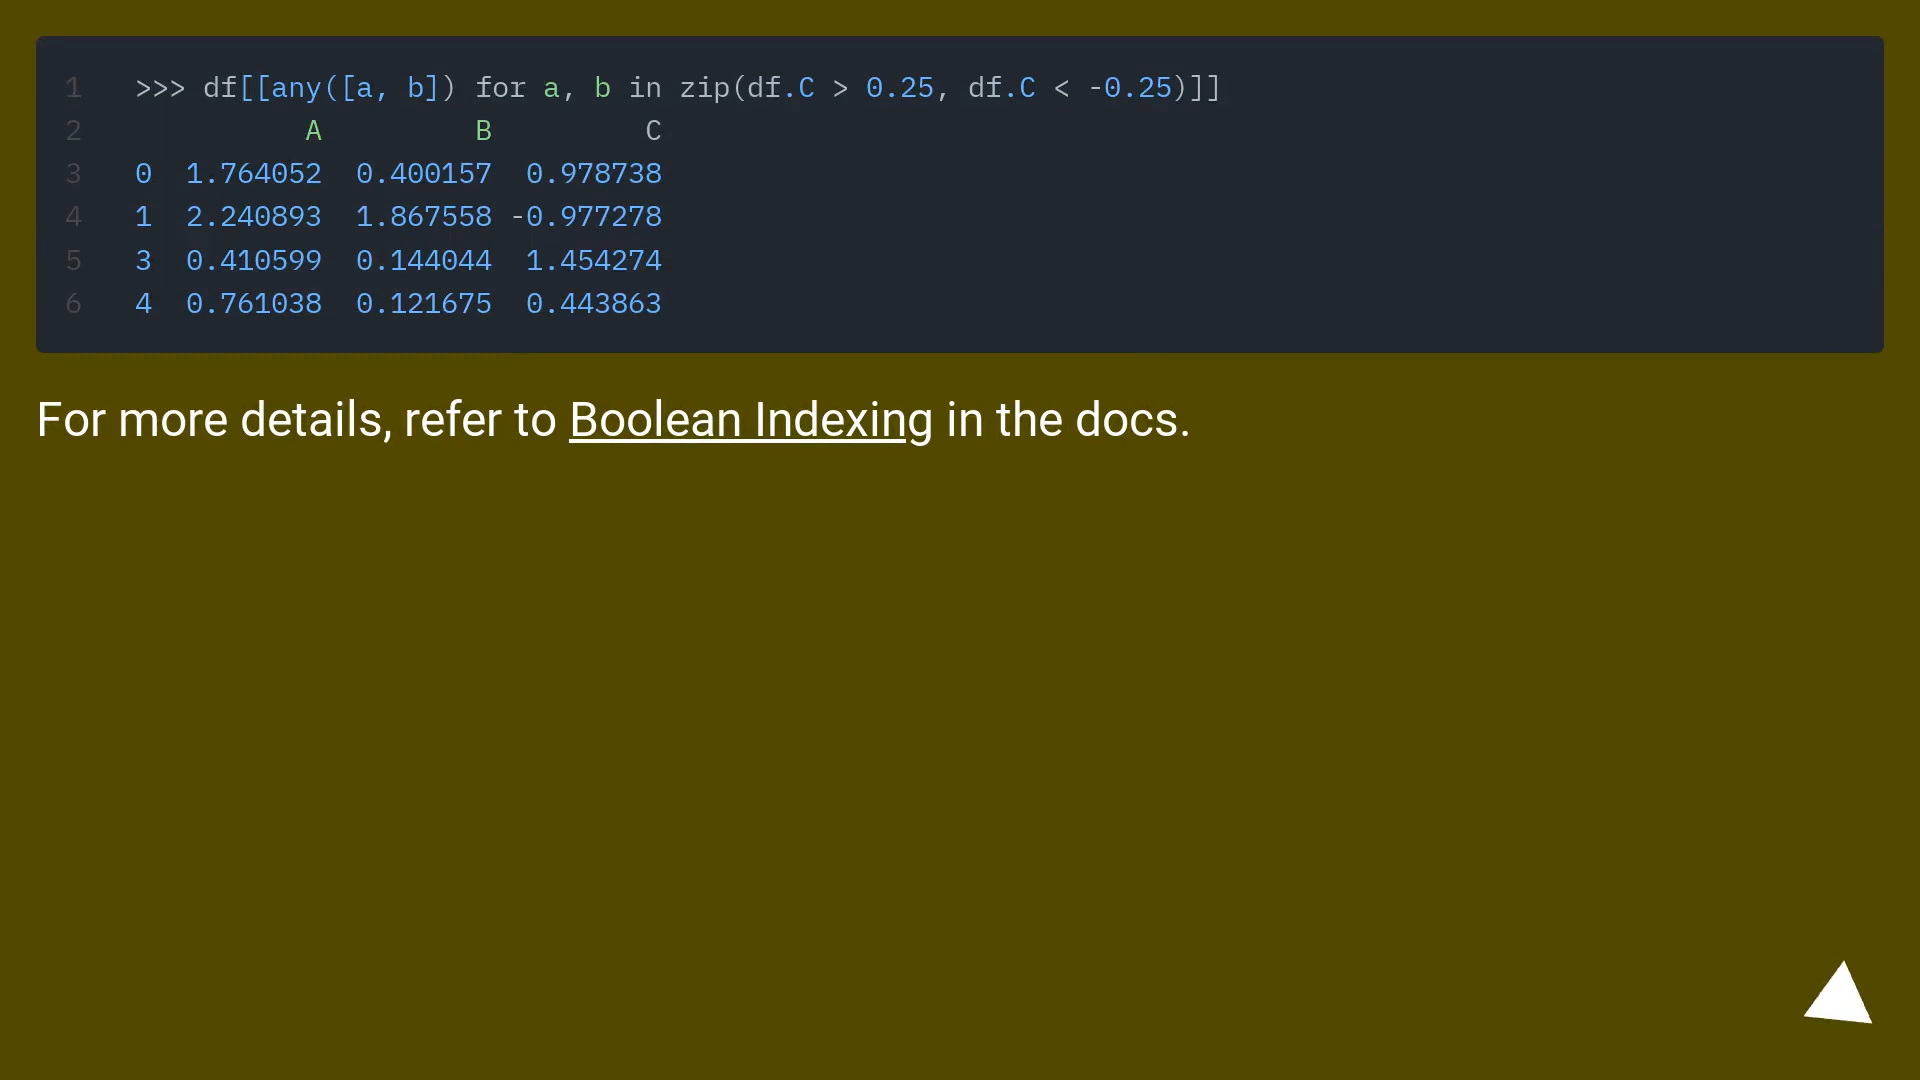 1 >>> df[[any([a, b]) for a, b in zip(df.C > 0.25, df.C < -0.25)]]
2           A         B         C
3 0  1.764052  0.400157  0.978738
4 1  2.240893  1.867558 -0.977278
5 3  0.410599  0.144044  1.454274
6 4  0.761038  0.121675  0.443863
For more details, refer to Boolean Indexing in the docs.